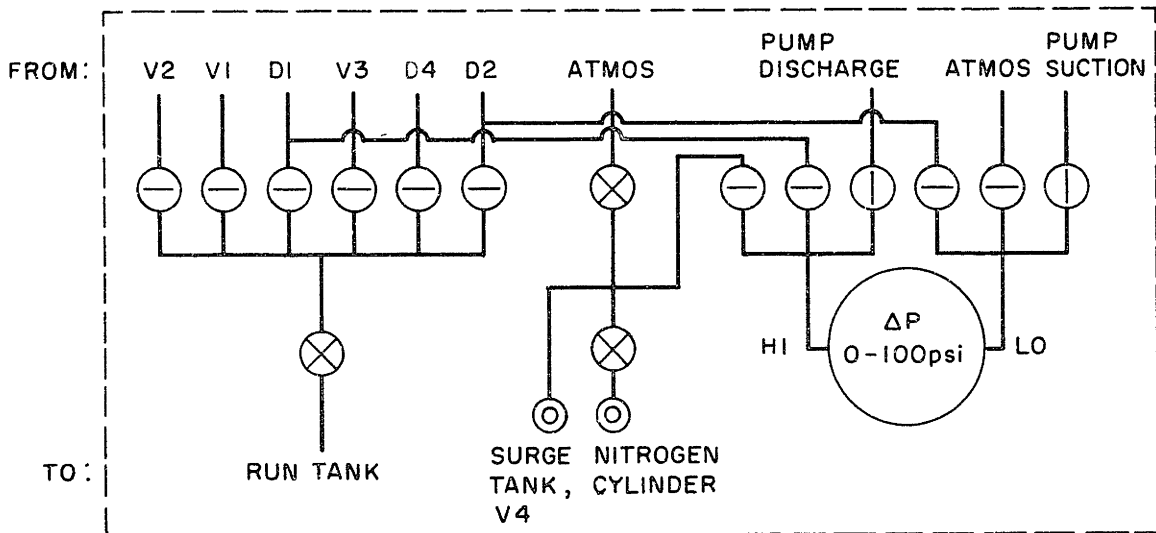 FROM: V2 V1 D1 V3 D4 D2 ATMOS PUMP DISCHARGE ATMOS PUMP SUCTION
ΔP
0-100psi
HI
LO
TO: RUN TANK
SURGE TANK, V4
NITROGEN CYLINDER